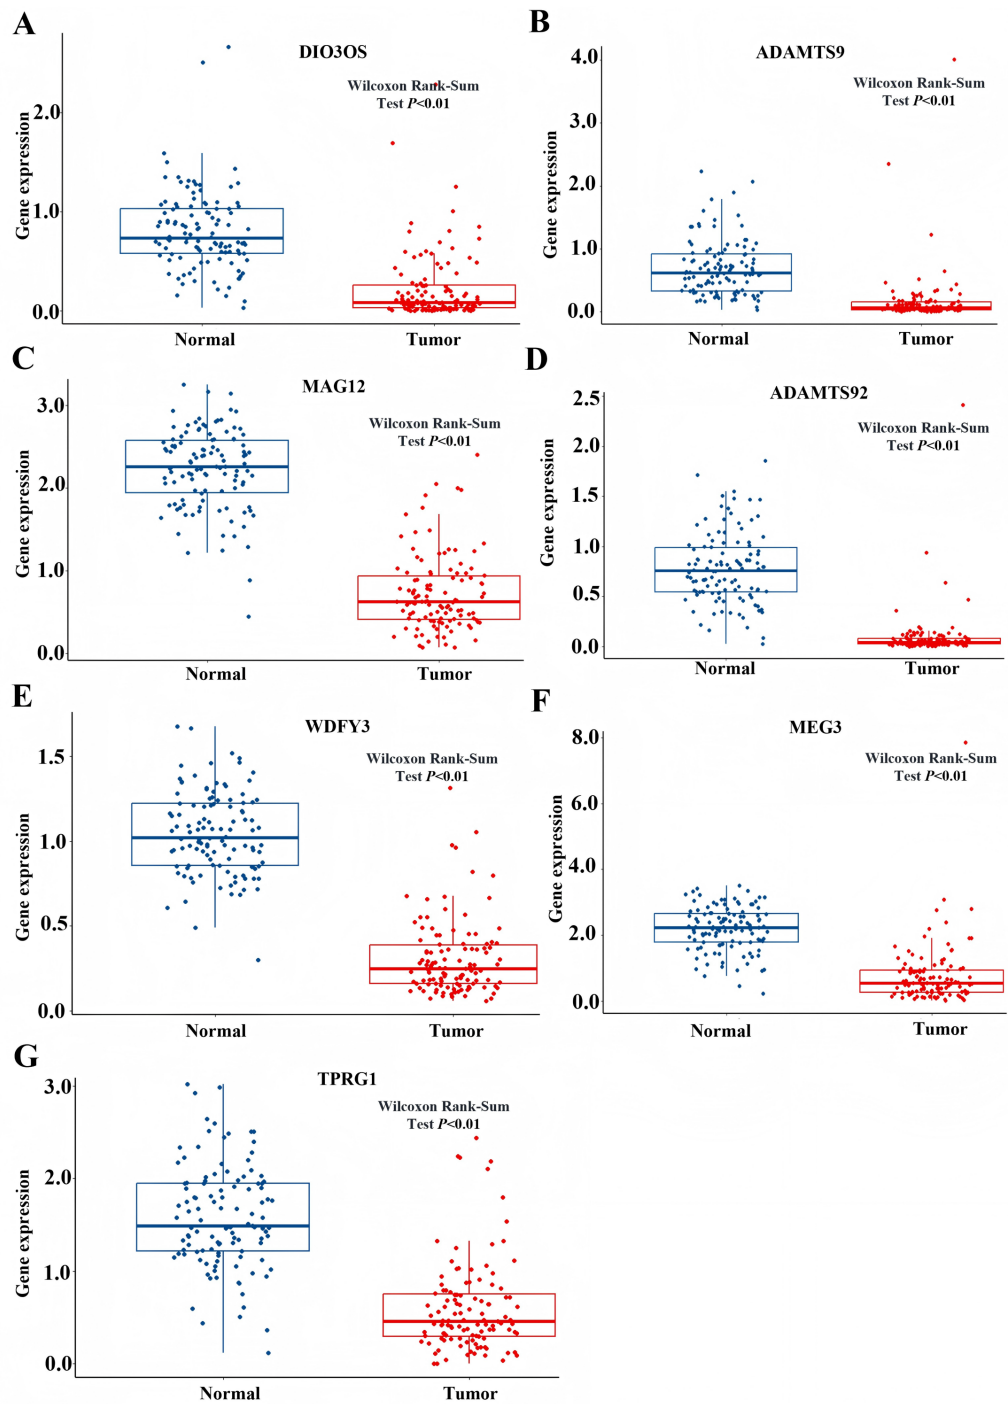 A
DIO3OS
Wilcoxon Rank-Sum
Test P<0.01
Gene expression
2.0
1.0
0.0
Normal
Tumor
B
ADAMTS9
Wilcoxon Rank-Sum
Test P<0.01
Gene expression
4.0
3.0
2.0
1.0
0.0
Normal
Tumor
C
MAG12
Wilcoxon Rank-Sum
Test P<0.01
Gene expression
3.0
2.0
1.0
0.0
Normal
Tumor
D
ADAMTS92
Wilcoxon Rank-Sum
Test P<0.01
Gene expression
2.5
2.0
1.5
1.0
0.5
0.0
Normal
Tumor
E
WDFY3
Wilcoxon Rank-Sum
Test P<0.01
Gene expression
1.5
1.0
0.5
0.0
Normal
Tumor
F
MEG3
Wilcoxon Rank-Sum
Test P<0.01
Gene expression
8.0
6.0
4.0
2.0
0.0
Normal
Tumor
G
TPRG1
Wilcoxon Rank-Sum
Test P<0.01
Gene expression
3.0
2.0
1.0
0.0
Normal
Tumor